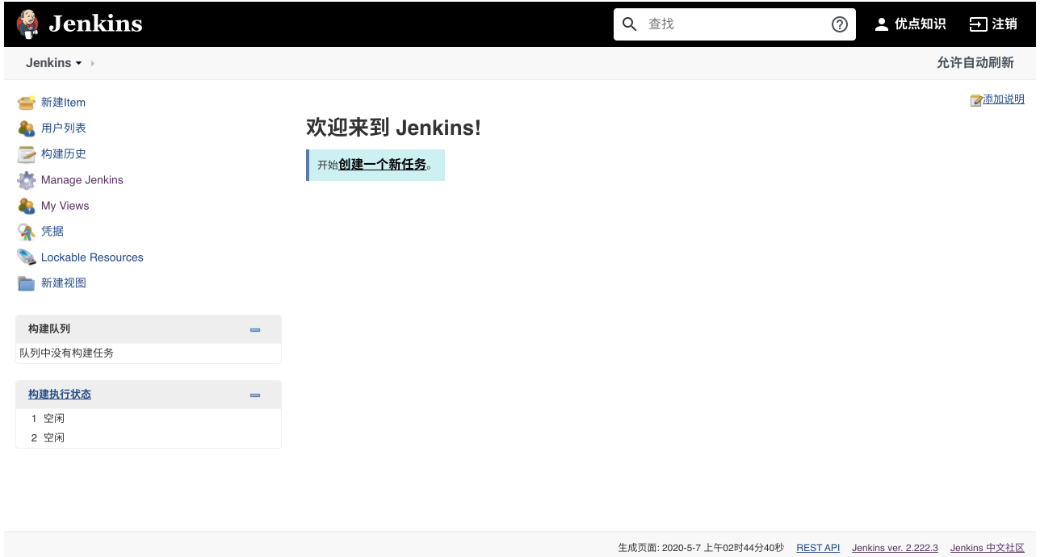 Jenkins
查找
优点知识
注销
Jenkins
允许自动刷新
添加说明
新建Item
用户列表
构建历史
Manage Jenkins
My Views
凭据
Lockable Resources
新建视图
欢迎来到 Jenkins!
开始创建一个新任务。
构建队列
队列中没有构建任务
构建执行状态
1 空闲
2 空闲
生成页面: 2020-5-7 上午02时44分40秒 REST API Jenkins ver. 2.222.3 Jenkins 中文社区